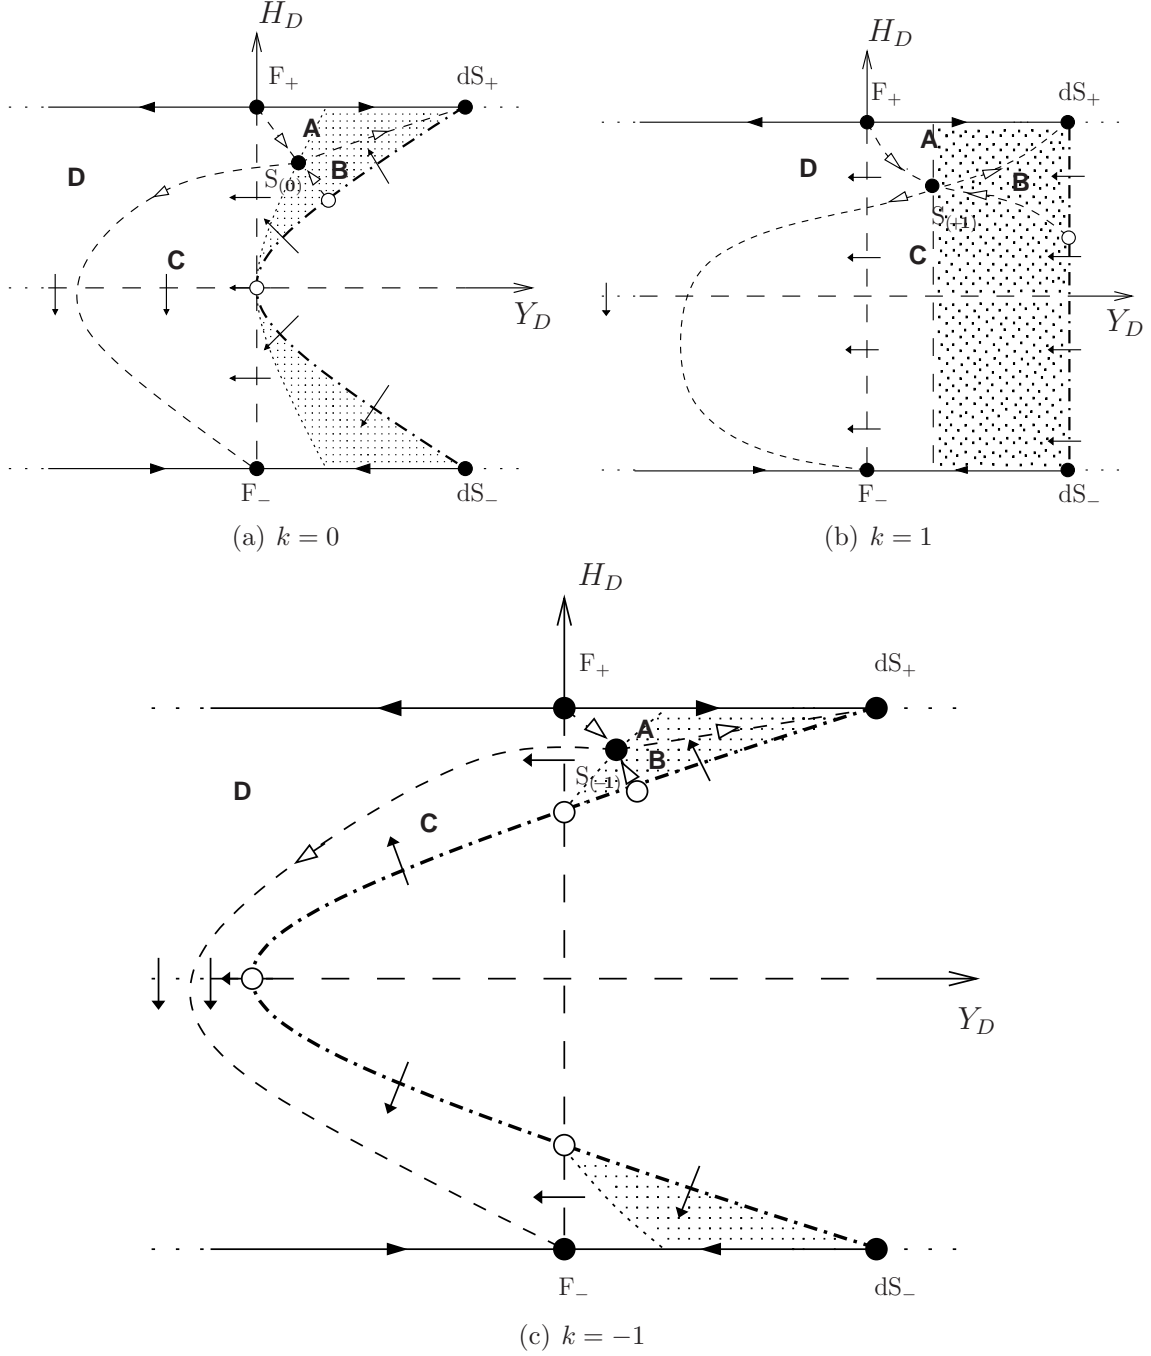 H_D
F_+
dS_+
A
B
S_(0)
D
C
Y_D
F_−
dS_−
(a) k = 0
H_D
F_+
dS_+
A
D
B
S_(+1)
C
Y_D
F_−
dS_−
(b) k = 1
H_D
F_+
dS_+
A
B
S_(−1)
D
C
Y_D
F_−
dS_−
(c) k = −1